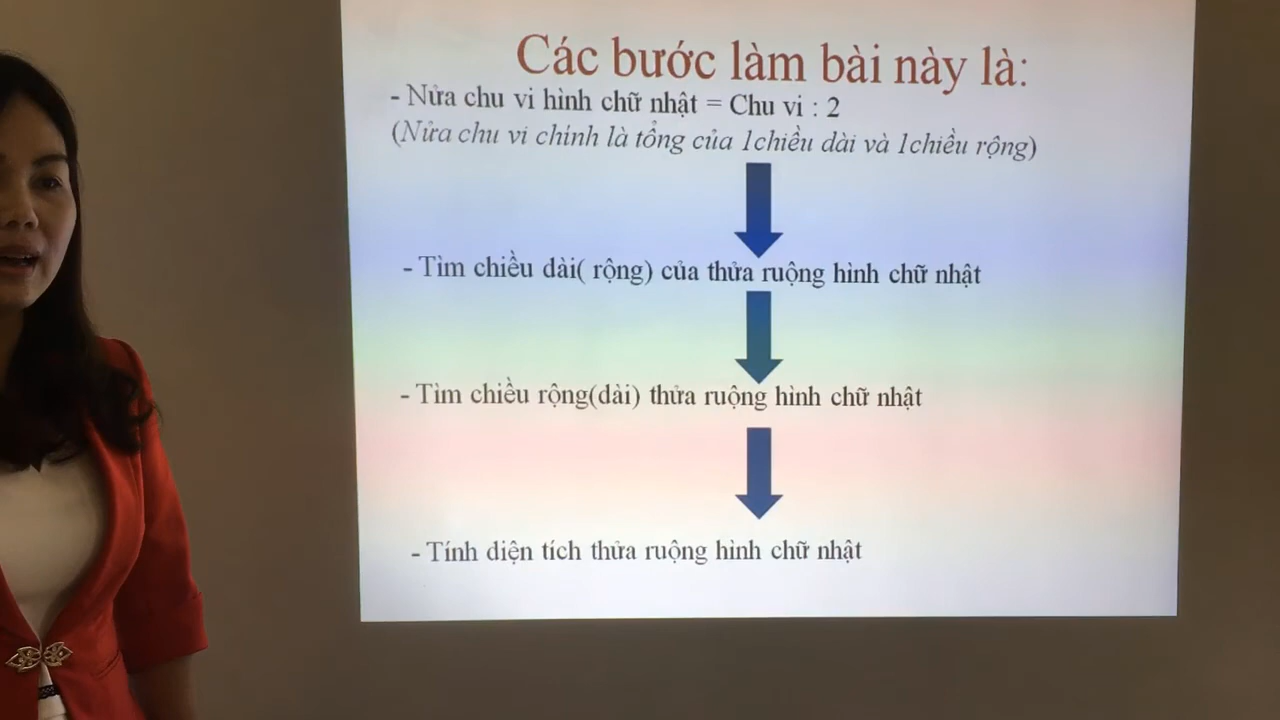 Các bước làm bài này là:
- Nửa chu vi hình chữ nhật = Chu vi : 2
(Nửa chu vi chính là tổng của 1chiều dài và 1chiều rộng)
- Tìm chiều dài( rộng) của thửa ruộng hình chữ nhật
- Tìm chiều rộng(dài) thửa ruộng hình chữ nhật
- Tính diện tích thửa ruộng hình chữ nhật